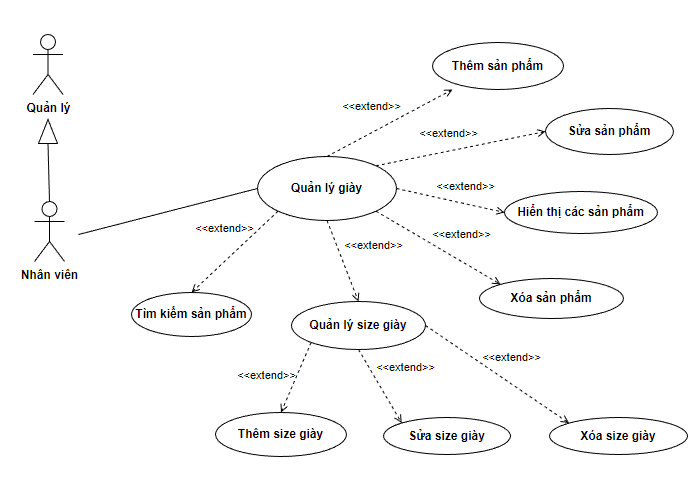 Thêm sản phẩm
<<extend>>
Quản lý
<<extend>>
Sửa sản phẩm
Quản lý giày
<<extend>>
Hiển thị các sản phẩm
<<extend>>
<<extend>>
<<extend>>
Nhân viên
Tìm kiếm sản phẩm
Quản lý size giày
Xóa sản phẩm
<<extend>>
<<extend>>
<<extend>>
Thêm size giày
Sửa size giày
Xóa size giày